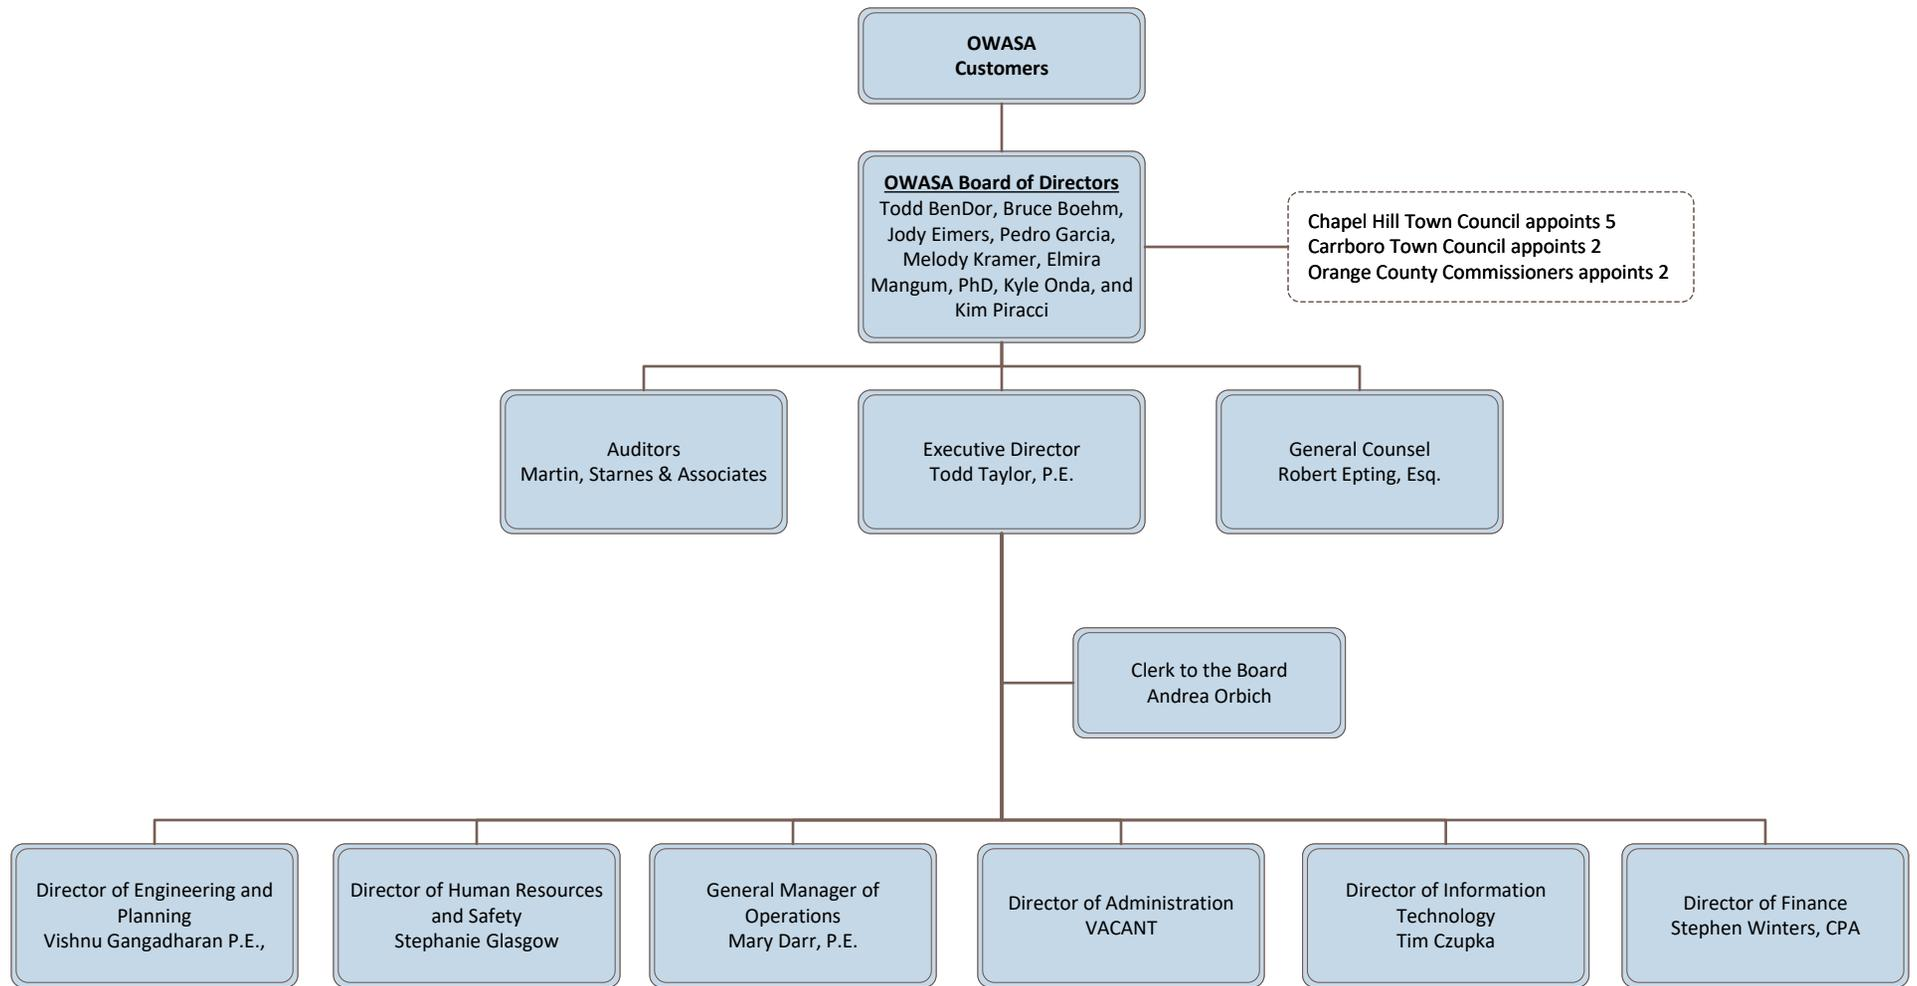 OWASA
Customers
OWASA Board of Directors
Todd BenDor, Bruce Boehm,
Jody Eimers, Pedro Garcia,
Melody Kramer, Elmira
Mangum, PhD, Kyle Onda, and
Kim Piracci
Chapel Hill Town Council appoints 5
Carrboro Town Council appoints 2
Orange County Commissioners appoints 2
Auditors
Martin, Starnes & Associates
Executive Director
Todd Taylor, P.E.
General Counsel
Robert Epting, Esq.
Clerk to the Board
Andrea Orbich
Director of Engineering and
Planning
Vishnu Gangadharan P.E.,
Director of Human Resources
and Safety
Stephanie Glasgow
General Manager of
Operations
Mary Darr, P.E.
Director of Administration
VACANT
Director of Information
Technology
Tim Czupka
Director of Finance
Stephen Winters, CPA